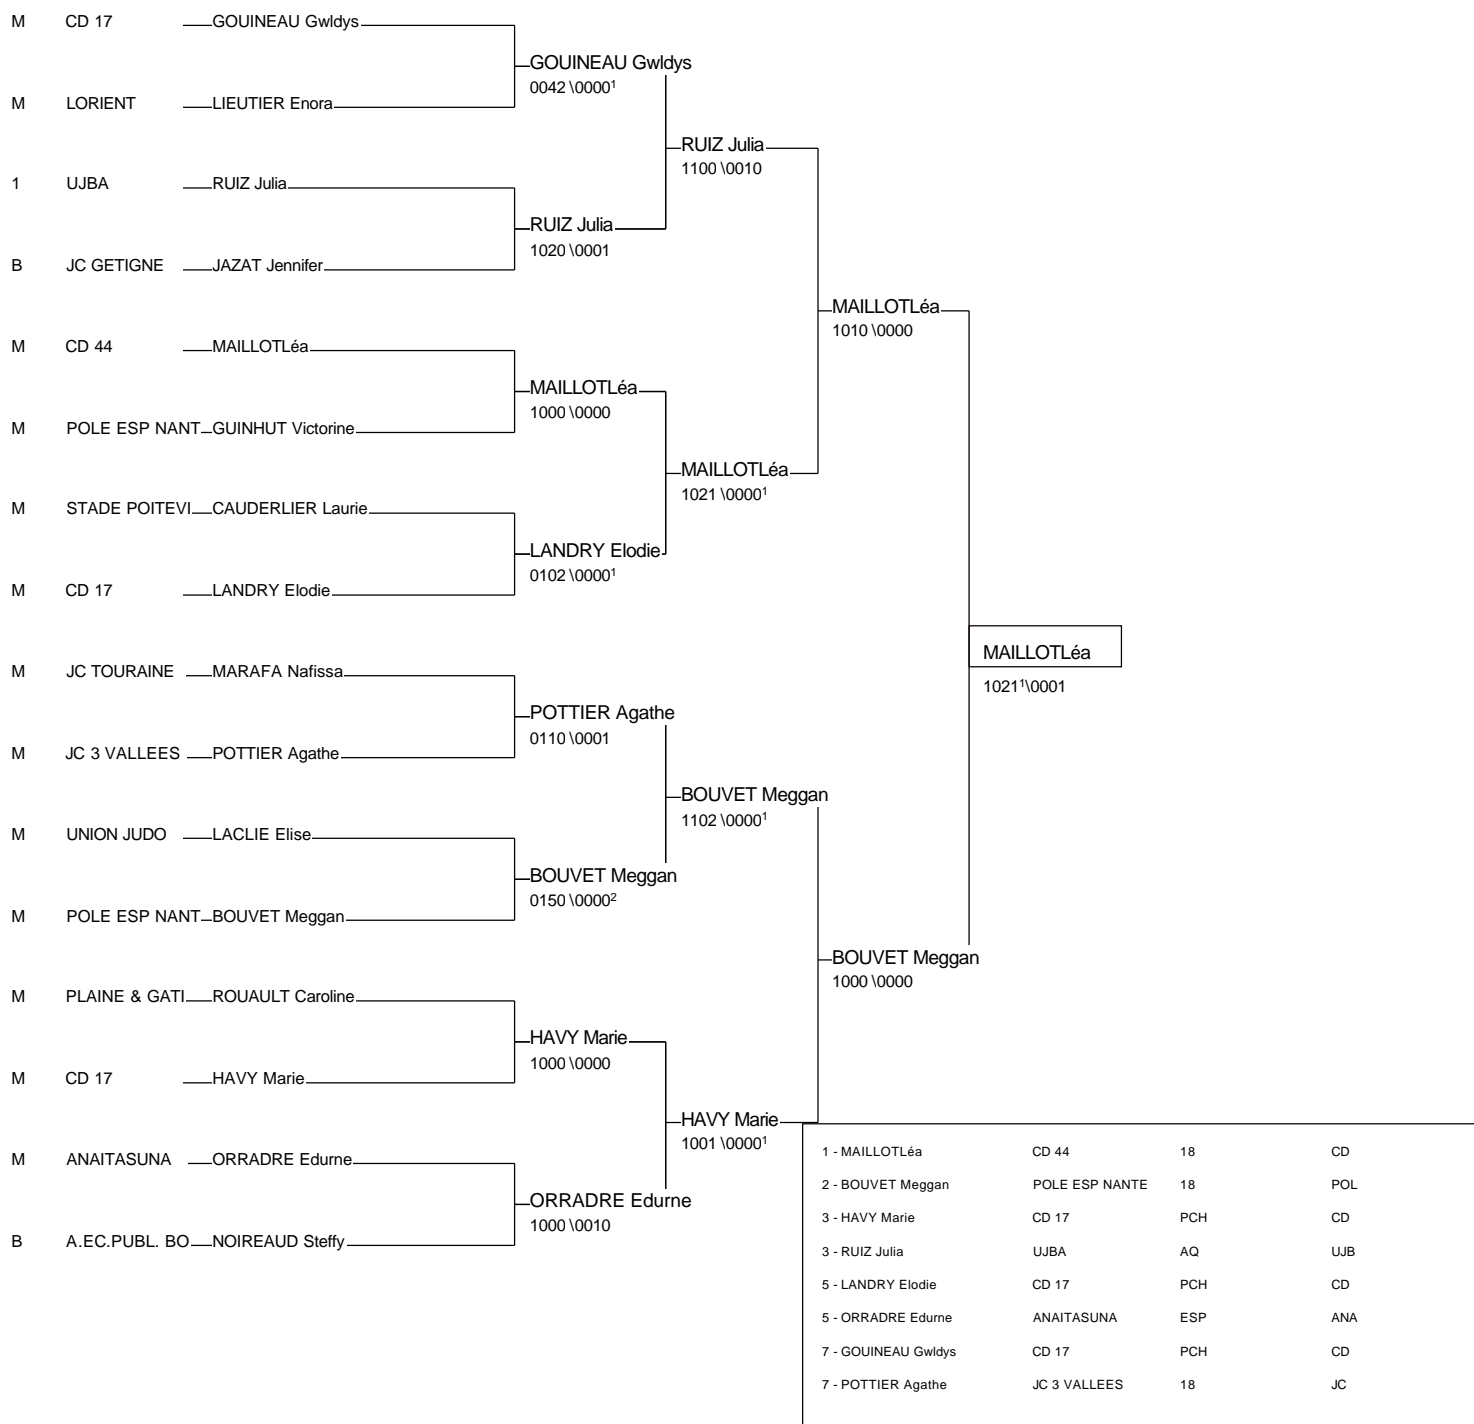 M CD 17 GOUINEAU Gwldys
GOUINEAU Gwldys
0042 \0000¹
M LORIENT LIEUTIER Enora
RUIZ Julia
1100 \0010
1 UJBA RUIZ Julia
RUIZ Julia
1020 \0001
B JC GETIGNE JAZAT Jennifer
MAILLOTLéa
1010 \0000
M CD 44 MAILLOTLéa
MAILLOTLéa
1000 \0000
M POLE ESP NANT GUINHUT Victorine
MAILLOTLéa
1021 \0000¹
M STADE POITEVI CAUDERLIER Laurie
LANDRY Elodie
0102 \0000¹
M CD 17 LANDRY Elodie
MAILLOTLéa
1021¹\0001
M JC TOURAINE MARAFA Nafissa
POTTIER Agathe
0110 \0001
M JC 3 VALLEES POTTIER Agathe
BOUVET Meggan
1102 \0000¹
M UNION JUDO LACLIE Elise
BOUVET Meggan
0150 \0000²
M POLE ESP NANT BOUVET Meggan
BOUVET Meggan
1000 \0000
M PLAINE & GATI ROUAULT Caroline
HAVY Marie
1000 \0000
M CD 17 HAVY Marie
HAVY Marie
1001 \0000¹
M ANAITASUNA ORRADRE Edurne
ORRADRE Edurne
1000 \0010
B A.EC.PUBL. BO NOIREAUD Steffy
1 - MAILLOTLéa CD 44 18 CD
2 - BOUVET Meggan POLE ESP NANTE 18 POL
3 - HAVY Marie CD 17 PCH CD
3 - RUIZ Julia UJBA AQ UJB
5 - LANDRY Elodie CD 17 PCH CD
5 - ORRADRE Edurne ANAITASUNA ESP ANA
7 - GOUINEAU Gwldys CD 17 PCH CD
7 - POTTIER Agathe JC 3 VALLEES 18 JC